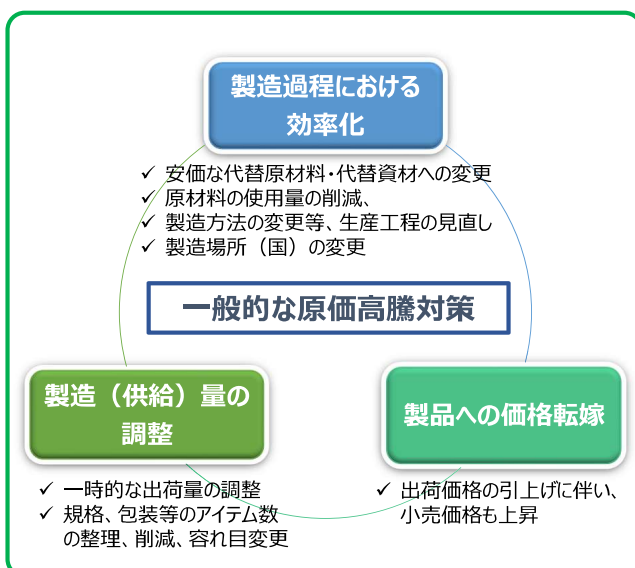 製造過程における
効率化
✓ 安価な代替原材料・代替資材への変更
✓ 原材料の使用量の削減、
✓ 製造方法の変更等、生産工程の見直し
✓ 製造場所（国）の変更
一般的な原価高騰対策
製造（供給）量の
調整
✓ 一時的な出荷量の調整
✓ 規格、包装等のアイテム数
の整理、削減、容れ目変更
製品への価格転嫁
✓ 出荷価格の引上げに伴い、
小売価格も上昇